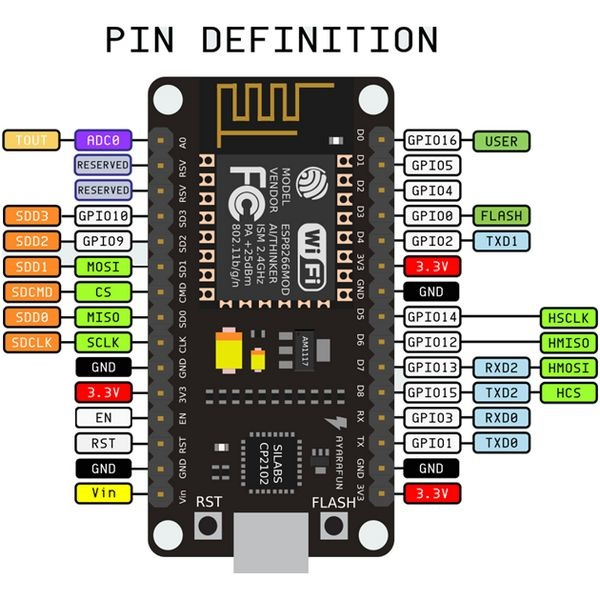 PIN DEFINITION
TOUT ADC0 A0
RESERVED RSV
RESERVED RSV
SDD3 GPIO10 SD3
SDD2 GPIO9 SD2
SDD1 MOSI SD1
SDCMD CS CMD
SDD0 MISO SD0
SDCLK SCLK CLK
GND GND
3.3V 3V3
EN EN
RST RST
GND GND
Vin Vin
MODEL ESP8266MOD
VENDOR AI/THINKER
ISM 2.4GHz
PA +25dBm
802.11b/g/n
FC
WiFi
AM1117
SILABS
CP2102
AYARAFUN
RST
FLASH
D0 GPIO16 USER
D1 GPIO5
D2 GPIO4
D3 GPIO0 FLASH
D4 GPIO2 TXD1
3V3 3.3V
GND GND
D5 GPIO14 HSCLK
D6 GPIO12 HMISO
D7 GPIO13 RXD2 HMOSI
D8 GPIO15 TXD2 HCS
RX GPIO3 RXD0
TX GPIO1 TXD0
GND GND
3V3 3.3V